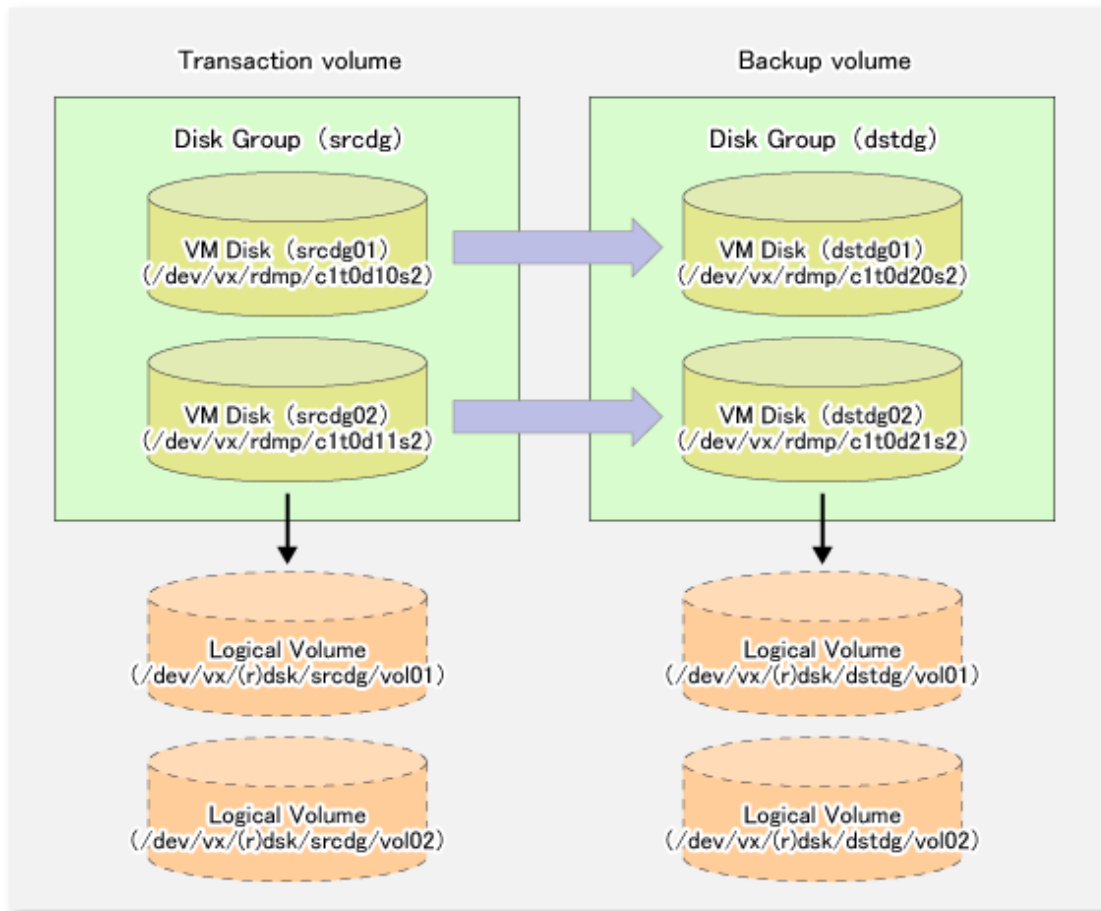 Transaction volume
Backup volume
Disk Group (srcdg)
VM Disk (srcdg01)
(/dev/vx/rdmp/c1t0d10s2)
VM Disk (srcdg02)
(/dev/vx/rdmp/c1t0d11s2)
Disk Group (dstdg)
VM Disk (dstdg01)
(/dev/vx/rdmp/c1t0d20s2)
VM Disk (dstdg02)
(/dev/vx/rdmp/c1t0d21s2)
Logical Volume
(/dev/vx/(r)dsk/srcdg/vol01)
Logical Volume
(/dev/vx/(r)dsk/srcdg/vol02)
Logical Volume
(/dev/vx/(r)dsk/dstdg/vol01)
Logical Volume
(/dev/vx/(r)dsk/dstdg/vol02)